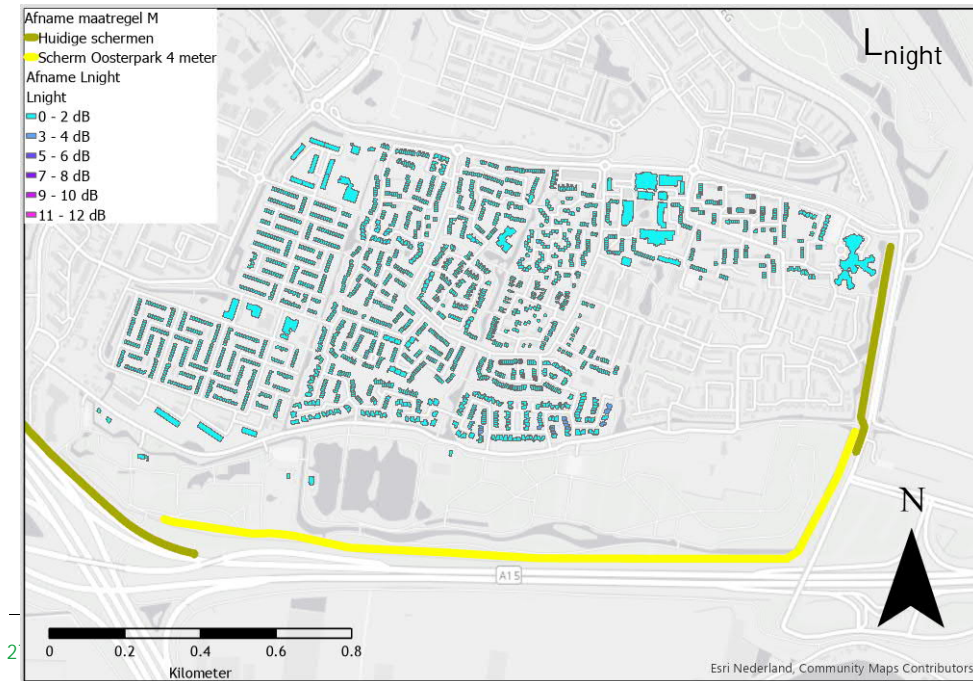 Afname maatregel M
Huidige schermen
Scherm Oosterpark 4 meter
Afname Lnight
Lnight
0 - 2 dB
3 - 4 dB
5 - 6 dB
7 - 8 dB
9 - 10 dB
11 - 12 dB
Lnight
N
A15
2
0 0.2 0.4 0.6 0.8
Kilometer
Esri Nederland, Community Maps Contributors